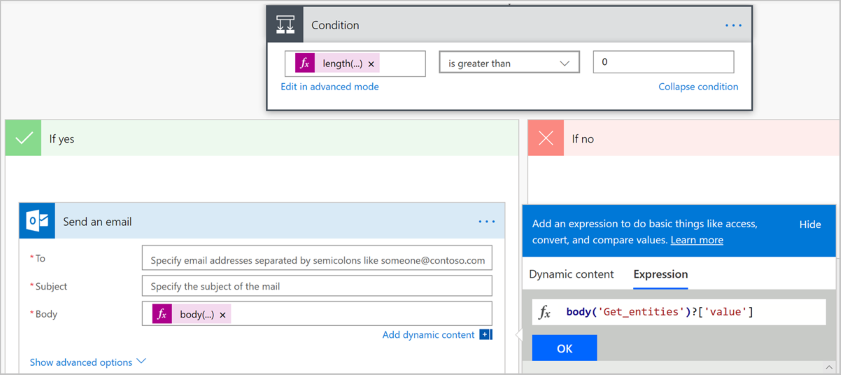 Condition
fx length(...) ×
is greater than
0
Edit in advanced mode
Collapse condition
If yes
If no
Send an email
* To
Specify email addresses separated by semicolons like someone@contoso.com
* Subject
Specify the subject of the mail
* Body
fx body(...) ×
Add dynamic content +
Show advanced options
Add an expression to do basic things like access,
convert, and compare values. Learn more
Hide
Dynamic content
Expression
fx body('Get_entities')?['value']
OK